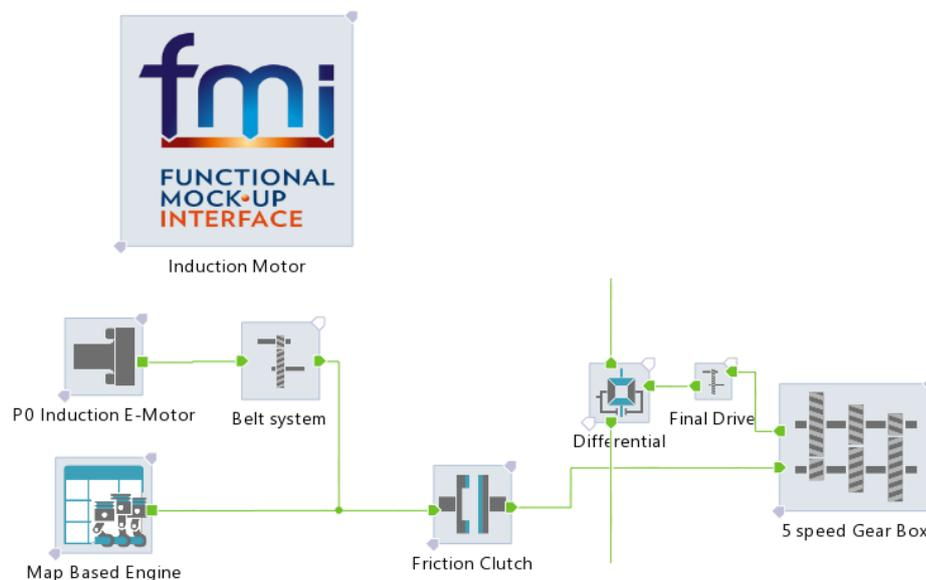 fmi
FUNCTIONAL
MOCK-UP
INTERFACE
Induction Motor
P0 Induction E-Motor
Belt system
Differential
Final Drive
5 speed Gear Box
Friction Clutch
Map Based Engine